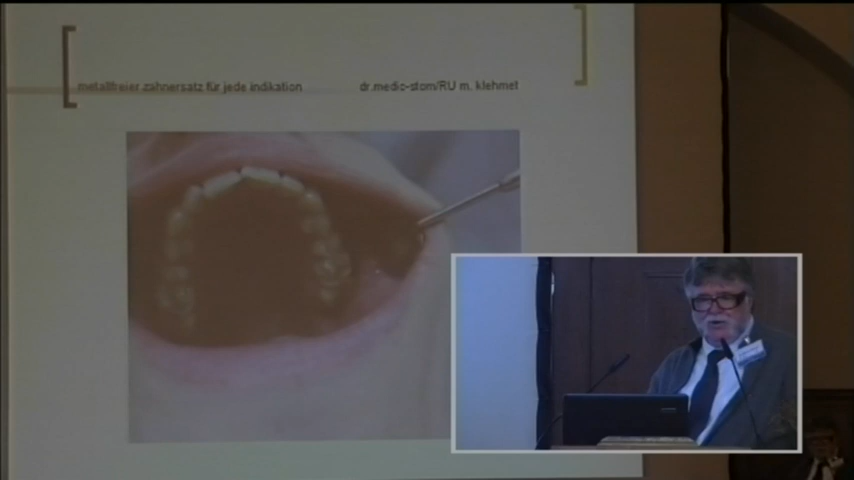 metallfreier zahnersatz für jede indikation
dr.medic-stom/RU m. klehmet